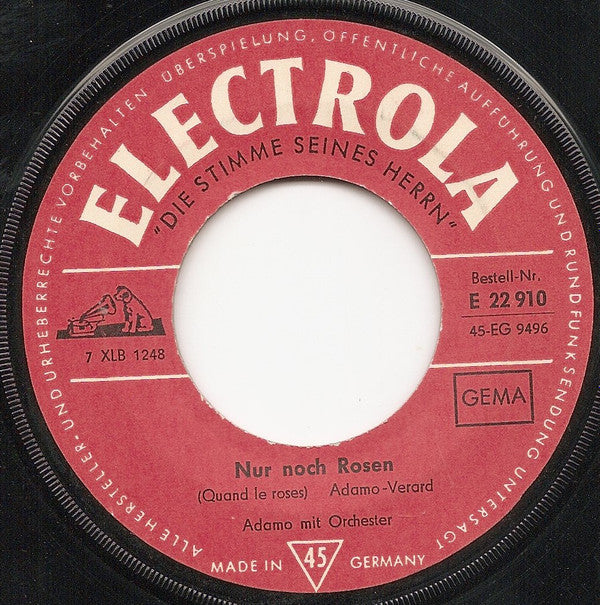 ALLE HERSTELLER- UND URHEBERRECHTE VORBEHALTEN ÜBERSPIELUNG, ÖFFENTLICHE AUFFÜHRUNG UND RUNDFUNKSENDUNG UNTERSAGT
ELECTROLA
"DIE STIMME SEINES HERRN"
Bestell-Nr.
E 22 910
45-EG 9496
7 XLB 1248
GEMA
Nur noch Rosen
(Quand le roses) Adamo-Verard
Adamo mit Orchester
MADE IN 45 GERMANY